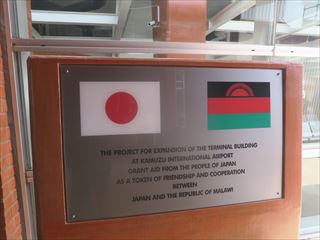 THE PROJECT FOR EXPANSION OF THE TERMINAL BUILDING
AT KAMUZU INTERNATIONAL AIRPORT
GRANT AID FROM THE PEOPLE OF JAPAN
AS A TOKEN OF FRIENDSHIP AND COOPERATION
BETWEEN
JAPAN AND THE REPUBLIC OF MALAWI